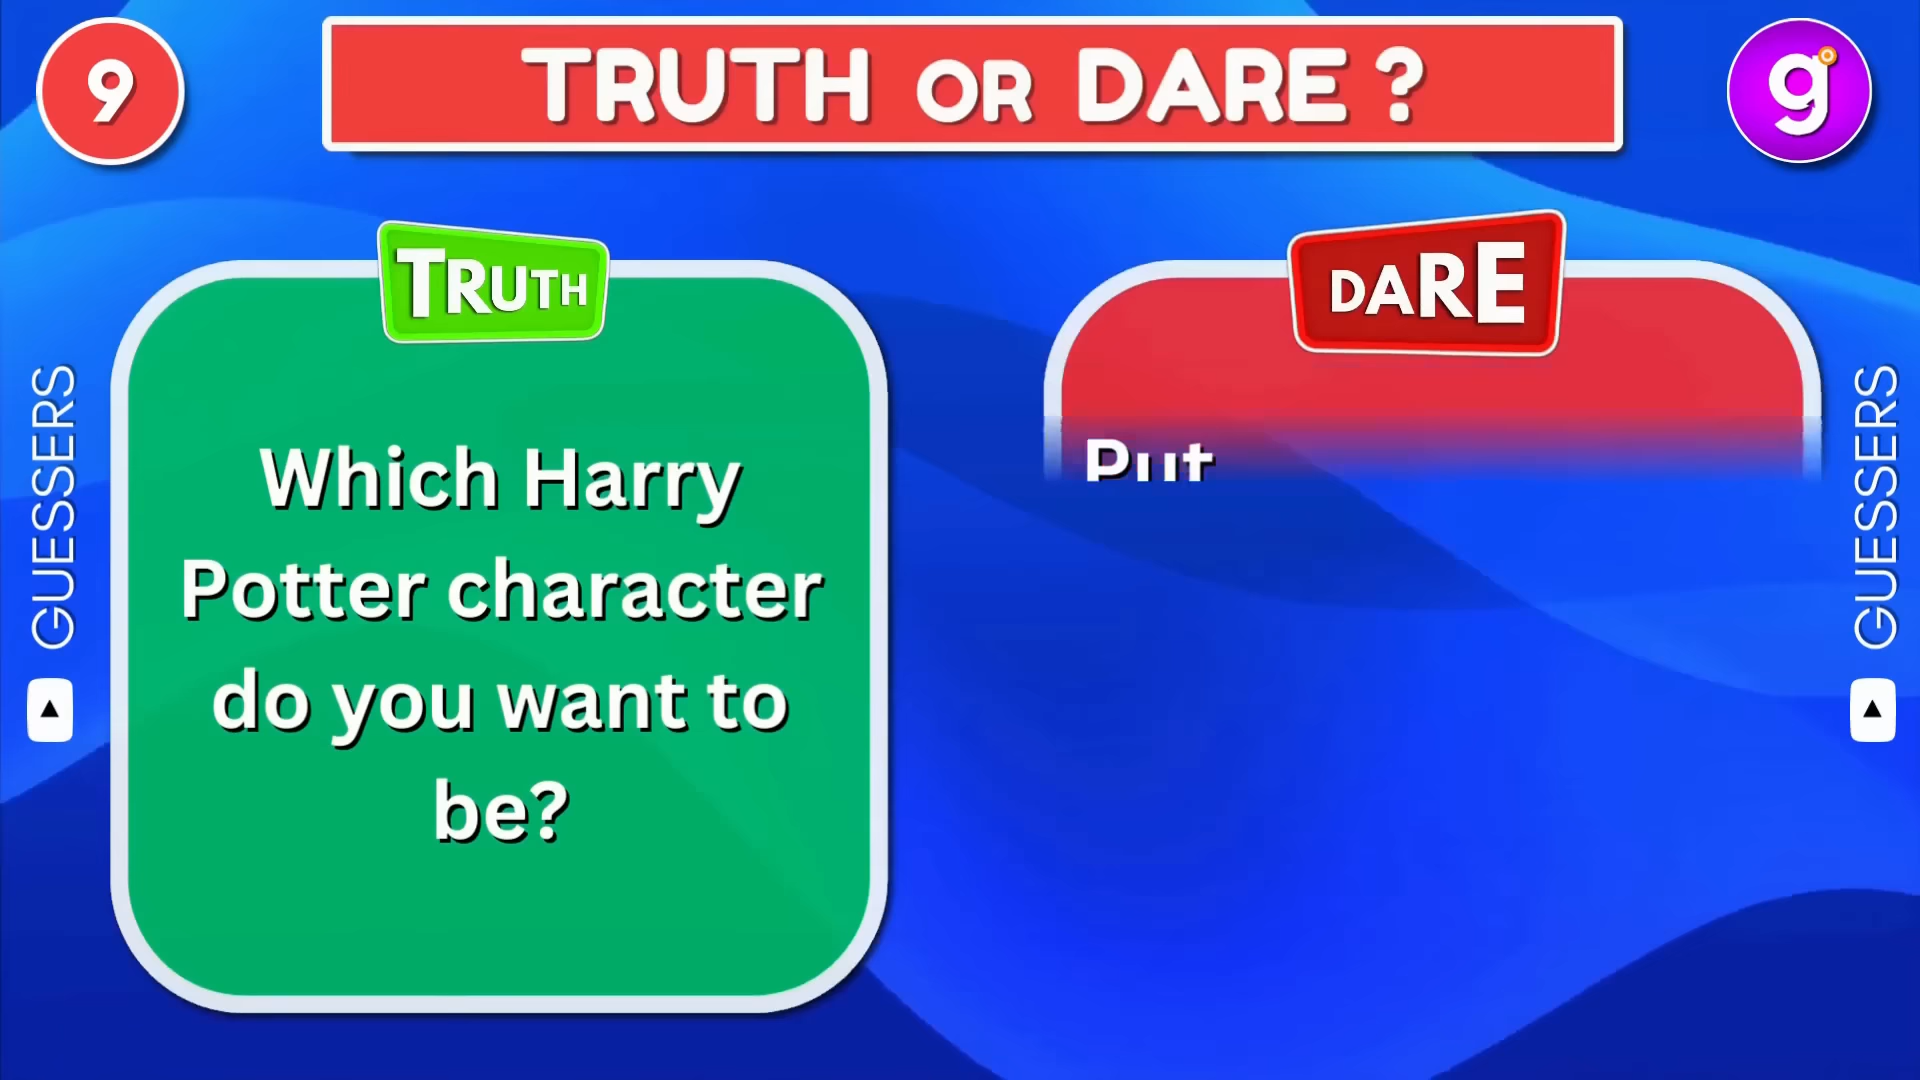 9
TRUTH OR DARE ?
g
TRUTH
DARE
Which Harry
Potter character
do you want to
be?
Put
GUESSERS
GUESSERS